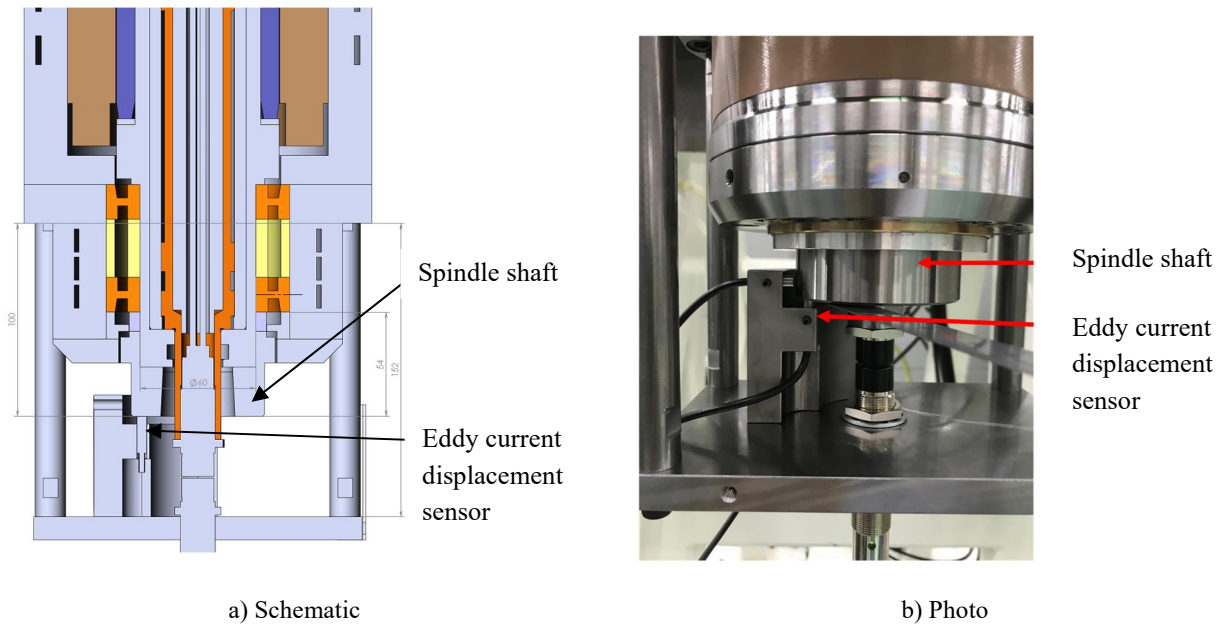 Spindle shaft
Eddy current
displacement
sensor
100
Ø60
54
152
a) Schematic
Spindle shaft
Eddy current
displacement
sensor
b) Photo